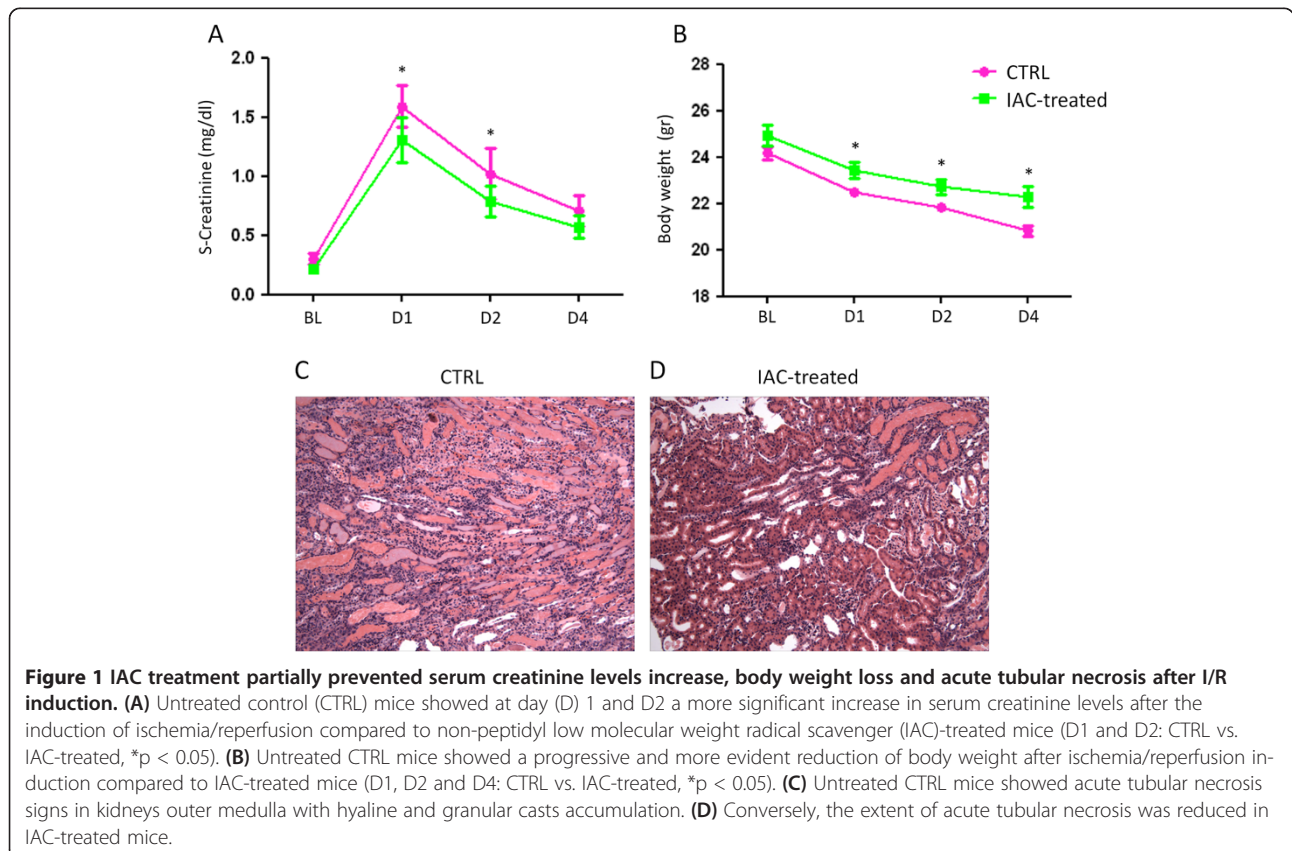 A
S-Creatinine (mg/dl)
2.0
1.5
1.0
0.5
0.0
*
*
BL D1 D2 D4
B
Body weight (gr)
28
26
24
22
20
18
CTRL
IAC-treated
*
*
*
BL D1 D2 D4
C
CTRL
D
IAC-treated
Figure 1 IAC treatment partially prevented serum creatinine levels increase, body weight loss and acute tubular necrosis after I/R
induction. (A) Untreated control (CTRL) mice showed at day (D) 1 and D2 a more significant increase in serum creatinine levels after the
induction of ischemia/reperfusion compared to non-peptidyl low molecular weight radical scavenger (IAC)-treated mice (D1 and D2: CTRL vs.
IAC-treated, *p < 0.05). (B) Untreated CTRL mice showed a progressive and more evident reduction of body weight after ischemia/reperfusion in-
duction compared to IAC-treated mice (D1, D2 and D4: CTRL vs. IAC-treated, *p < 0.05). (C) Untreated CTRL mice showed acute tubular necrosis
signs in kidneys outer medulla with hyaline and granular casts accumulation. (D) Conversely, the extent of acute tubular necrosis was reduced in
IAC-treated mice.